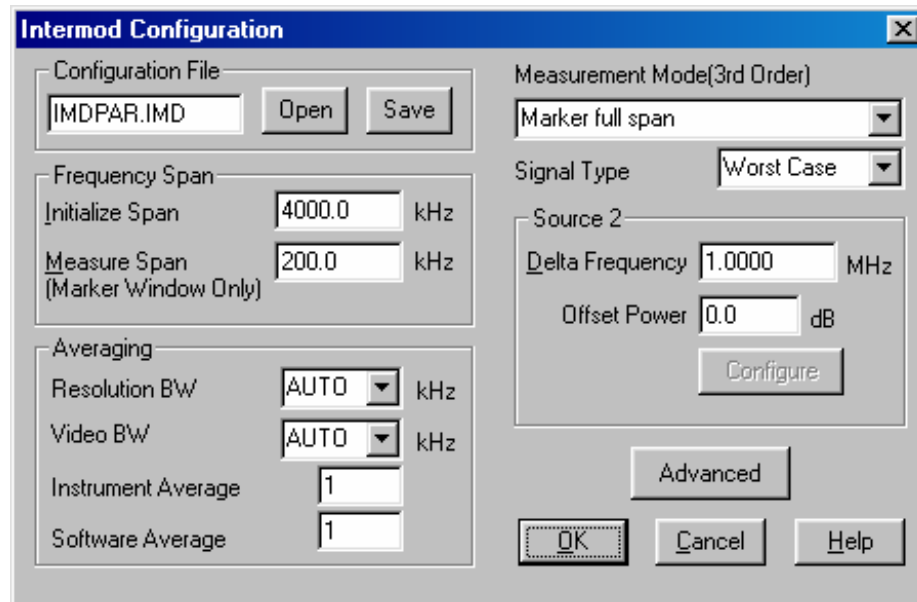 Intermod Configuration
Configuration File
IMDPAR.IMD
Open
Save
Frequency Span
Initialize Span
4000.0
kHz
Measure Span
200.0
kHz
(Marker Window Only)
Averaging
Resolution BW
AUTO
kHz
Video BW
AUTO
kHz
Instrument Average
1
Software Average
1
Measurement Mode(3rd Order)
Marker full span
Signal Type
Worst Case
Source 2
Delta Frequency
1.0000
MHz
Offset Power
0.0
dB
Configure
Advanced
OK
Cancel
Help